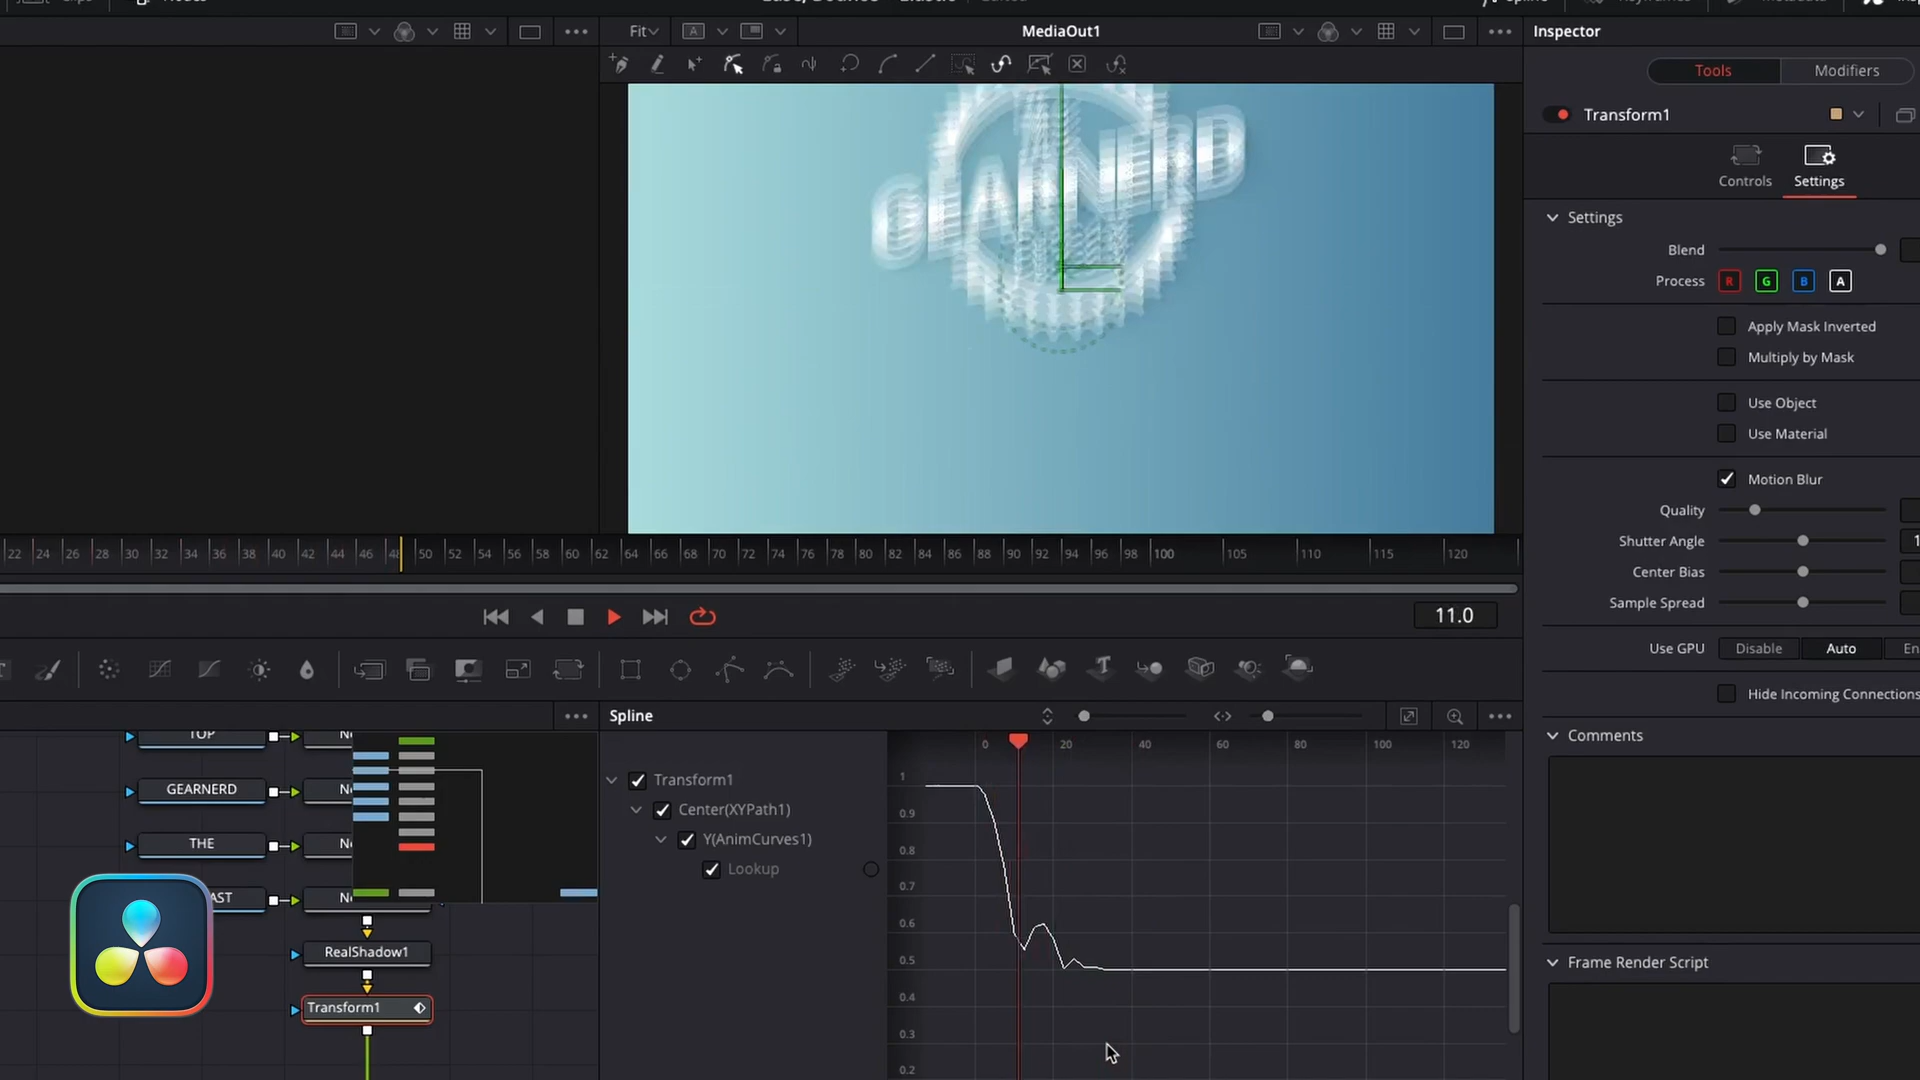 Fit
A
MediaOut1
Inspector
Tools
Modifiers
Transform1
Controls
Settings
Settings
Blend
Process
R
G
B
A
Apply Mask Inverted
Multiply by Mask
Use Object
Use Material
Motion Blur
Quality
Shutter Angle
Center Bias
Sample Spread
Use GPU
Disable
Auto
En
Hide Incoming Connections
Comments
Frame Render Script
22 24 26 28 30 32 34 36 38 40 42 44 46 48 50 52 54 56 58 60 62 64 66 68 70 72 74 76 78 80 82 84 86 88 90 92 94 96 98 100 105 110 115 120
11.0
Spline
Transform1
Center(XYPath1)
Y(AnimCurves1)
Lookup
0 20 40 60 80 100 120
1
0.9
0.8
0.7
0.6
0.5
0.4
0.3
0.2
TOP
GEARNERD
THE
AST
RealShadow1
Transform1
GEARNERD